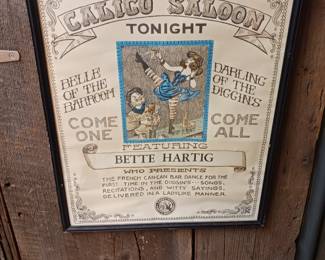 CALICO SALOON
TONIGHT
BELLE
OF THE
BARROOM
DARLING
OF THE
DIGGIN'S
COME
ONE
COME
ALL
FEATURING
BETTE HARTIG
WHO PRESENTS
THE FRENCH CAN-CAN BAR DANCE FOR THE
FIRST TIME IN THE DIGGIN'S -- SONGS,
RECITATIONS, AND WITTY SAYINGS,
DELIVERED IN A LADYLIKE MANNER.